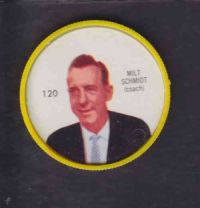 120
MILT
SCHMIDT
(coach)